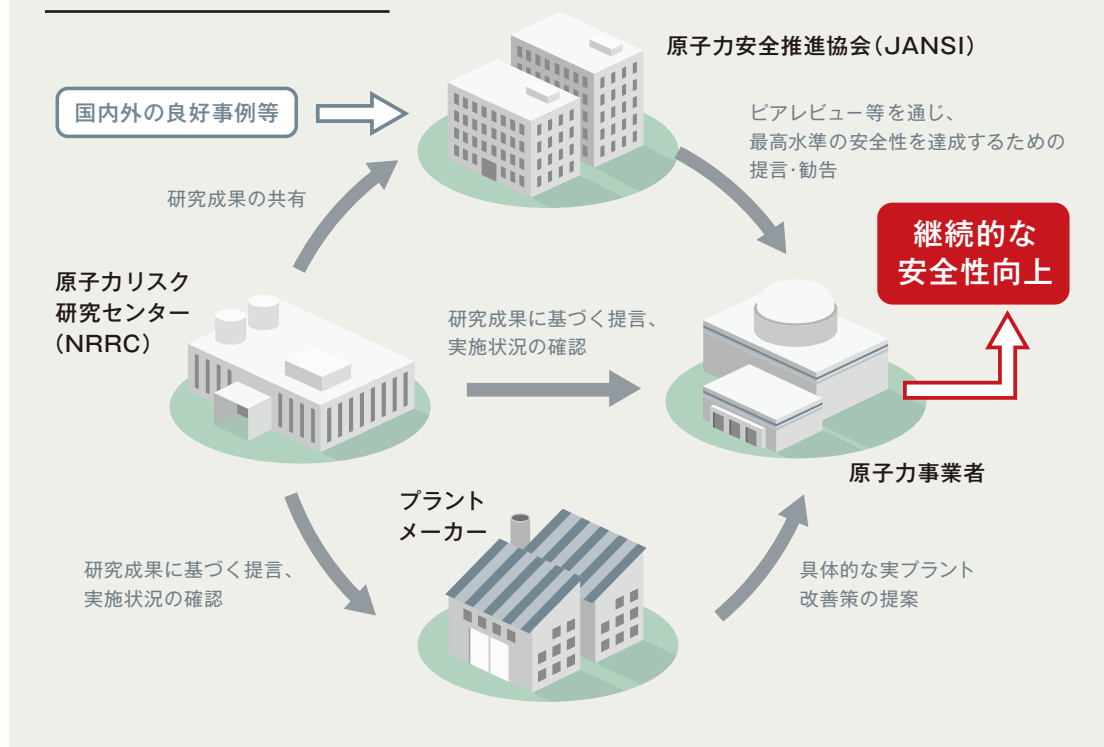 原子力安全推進協会(JANSI)
国内外の良好事例等
ピアレビュー等を通じ、
最高水準の安全性を達成するための
提言・勧告
研究成果の共有
継続的な
安全性向上
原子力リスク
研究センター
(NRRC)
研究成果に基づく提言、
実施状況の確認
原子力事業者
プラント
メーカー
研究成果に基づく提言、
実施状況の確認
具体的な実プラント
改善策の提案